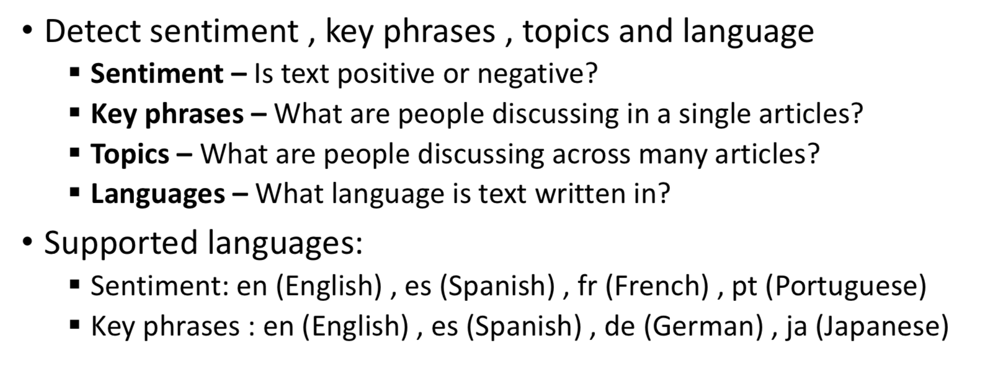 • Detect sentiment , key phrases , topics and language
▪ Sentiment – Is text positive or negative?
▪ Key phrases – What are people discussing in a single articles?
▪ Topics – What are people discussing across many articles?
▪ Languages – What language is text written in?
• Supported languages:
▪ Sentiment: en (English) , es (Spanish) , fr (French) , pt (Portuguese)
▪ Key phrases : en (English) , es (Spanish) , de (German) , ja (Japanese)